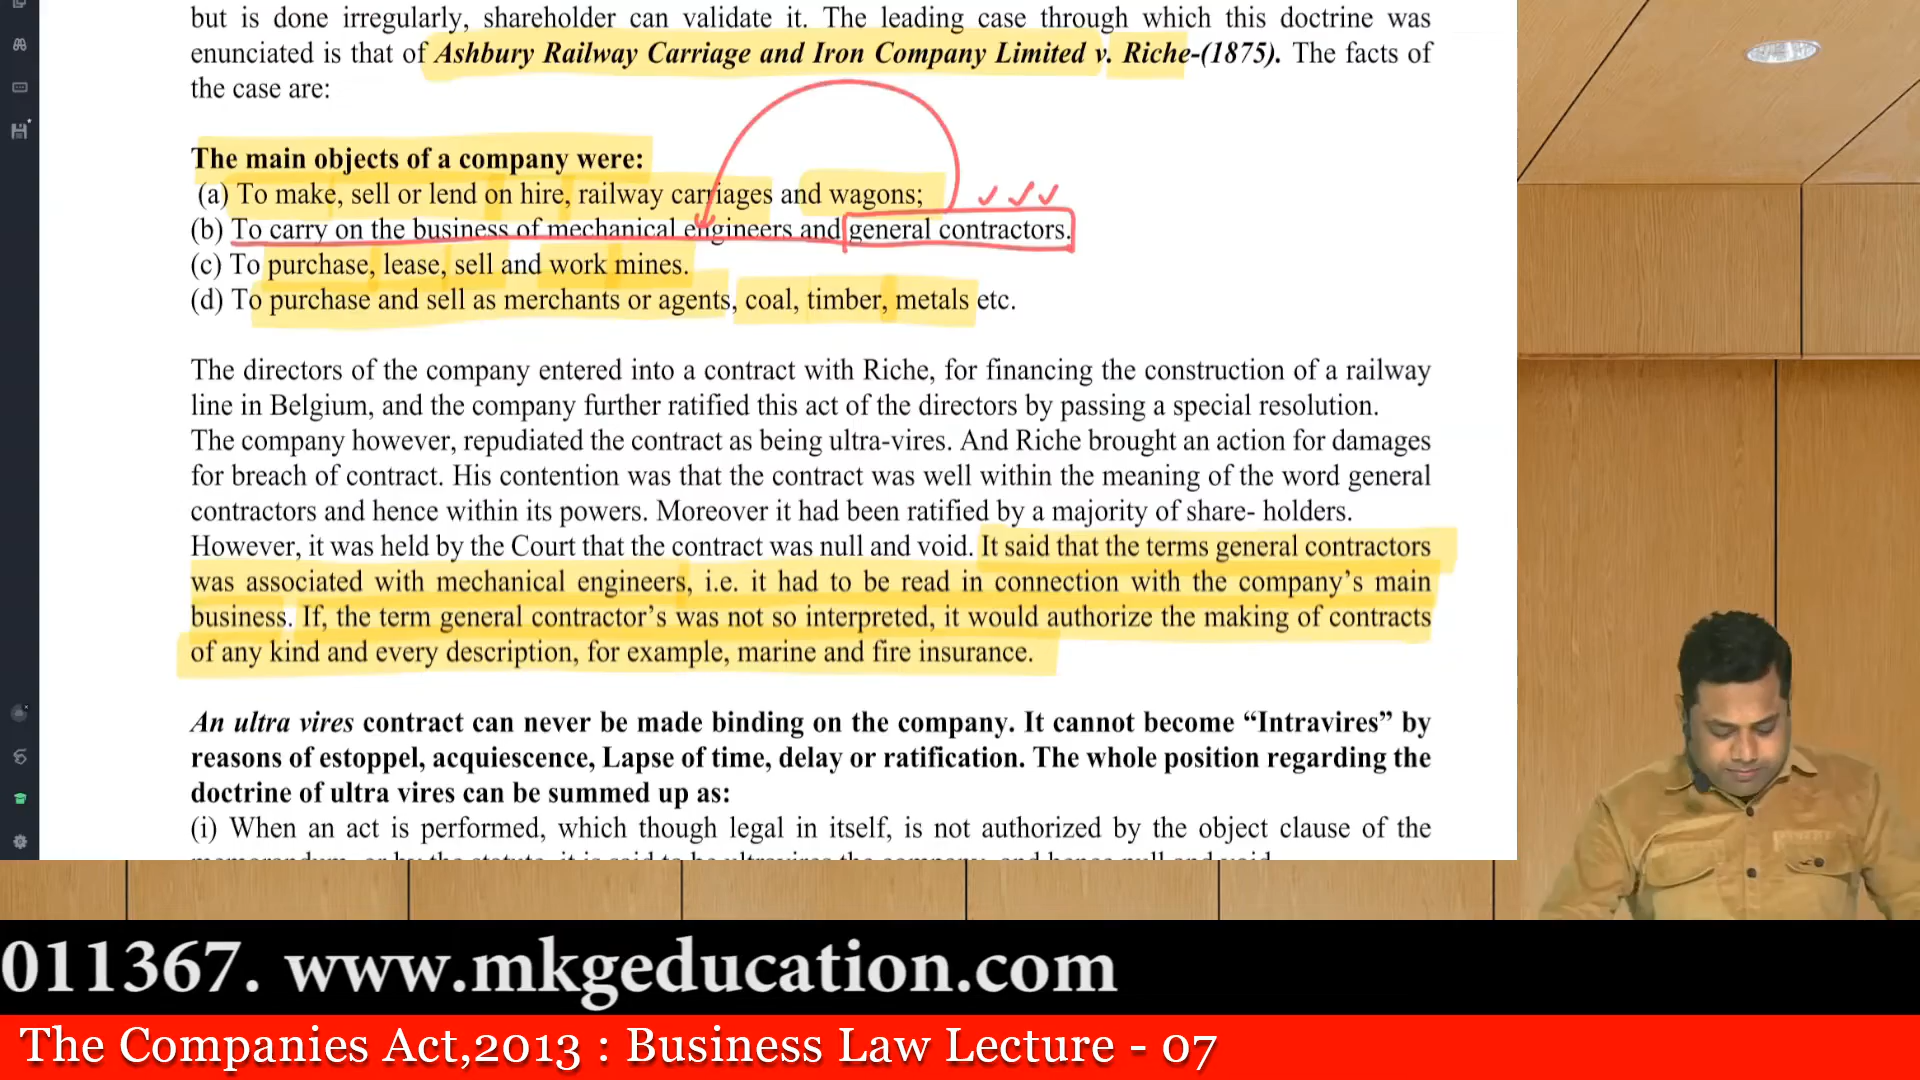 but is done irregularly, shareholder can validate it. The leading case through which this doctrine was
enunciated is that of Ashbury Railway Carriage and Iron Company Limited v. Riche-(1875). The facts of
the case are:
The main objects of a company were:
(a) To make, sell or lend on hire, railway carriages and wagons;
(b) To carry on the business of mechanical engineers and general contractors.
(c) To purchase, lease, sell and work mines.
(d) To purchase and sell as merchants or agents, coal, timber, metals etc.
The directors of the company entered into a contract with Riche, for financing the construction of a railway
line in Belgium, and the company further ratified this act of the directors by passing a special resolution.
The company however, repudiated the contract as being ultra-vires. And Riche brought an action for damages
for breach of contract. His contention was that the contract was well within the meaning of the word general
contractors and hence within its powers. Moreover it had been ratified by a majority of share- holders.
However, it was held by the Court that the contract was null and void. It said that the terms general contractors
was associated with mechanical engineers, i.e. it had to be read in connection with the company’s main
business. If, the term general contractor’s was not so interpreted, it would authorize the making of contracts
of any kind and every description, for example, marine and fire insurance.
An ultra vires contract can never be made binding on the company. It cannot become “Intravires” by
reasons of estoppel, acquiescence, Lapse of time, delay or ratification. The whole position regarding the
doctrine of ultra vires can be summed up as:
(i) When an act is performed, which though legal in itself, is not authorized by the object clause of the
011367. www.mkgeducation.com
The Companies Act,2013 : Business Law Lecture - 07